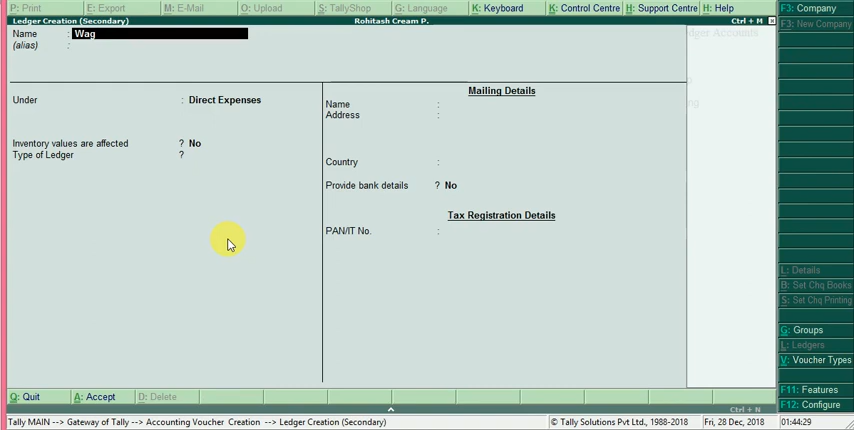 P: Print E: Export M: E-Mail O: Upload S: TallyShop G: Language K: Keyboard K: Control Centre H: Support Centre H: Help
F3: Company
F3: New Company
Ledger Creation (Secondary) Rohitash Cream P. Ctrl + M
Name : Wag
(alias) :
dger Accounts
Under : Direct Expenses
Inventory values are affected ? No
Type of Ledger ?
Mailing Details
Name :
Address :
Country :
Provide bank details ? No
Tax Registration Details
PAN/IT No. :
L: Details
B: Set Chq Books
S: Set Chq Printing
G: Groups
L: Ledgers
V: Voucher Types
F11: Features
F12: Configure
Q: Quit A: Accept D: Delete
Ctrl + N
Tally MAIN --> Gateway of Tally --> Accounting Voucher Creation --> Ledger Creation (Secondary) © Tally Solutions Pvt Ltd., 1988-2018 Fri, 28 Dec, 2018 01:44:29